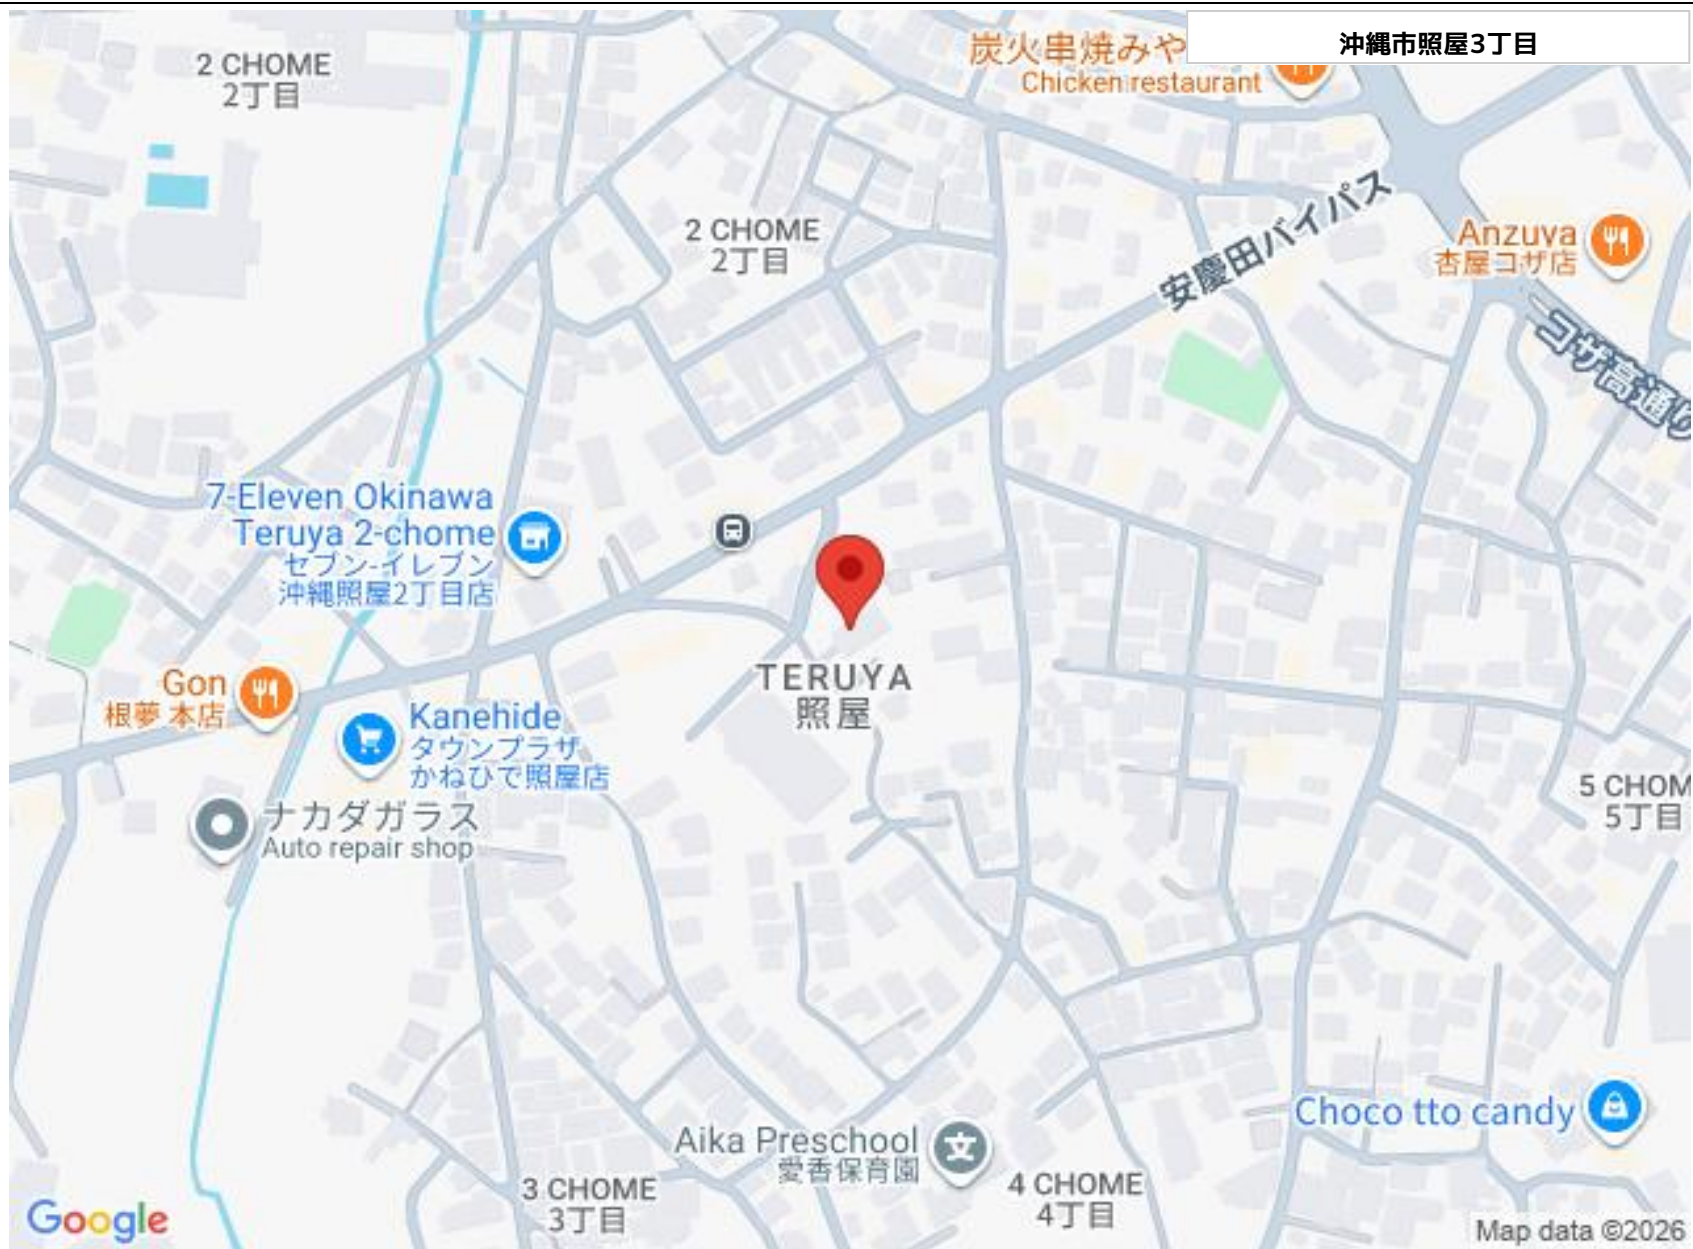 沖縄市照屋3丁目
2 CHOME
2丁目
炭火串焼みや
Chicken restaurant
2 CHOME
2丁目
安慶田バイパス
Anzuya
杏屋コザ店
コザ高通り
7-Eleven Okinawa
Teruya 2-chome
セブン-イレブン
沖縄照屋2丁目店
Gon
根夢 本店
Kanehide
タウンプラザ
かねひで照屋店
TERUYA
照屋
ナカダガラス
Auto repair shop
5 CHOM
5丁目
Choco tto candy
Aika Preschool
愛香保育園
3 CHOME
3丁目
4 CHOME
4丁目
Google
Map data ©2026